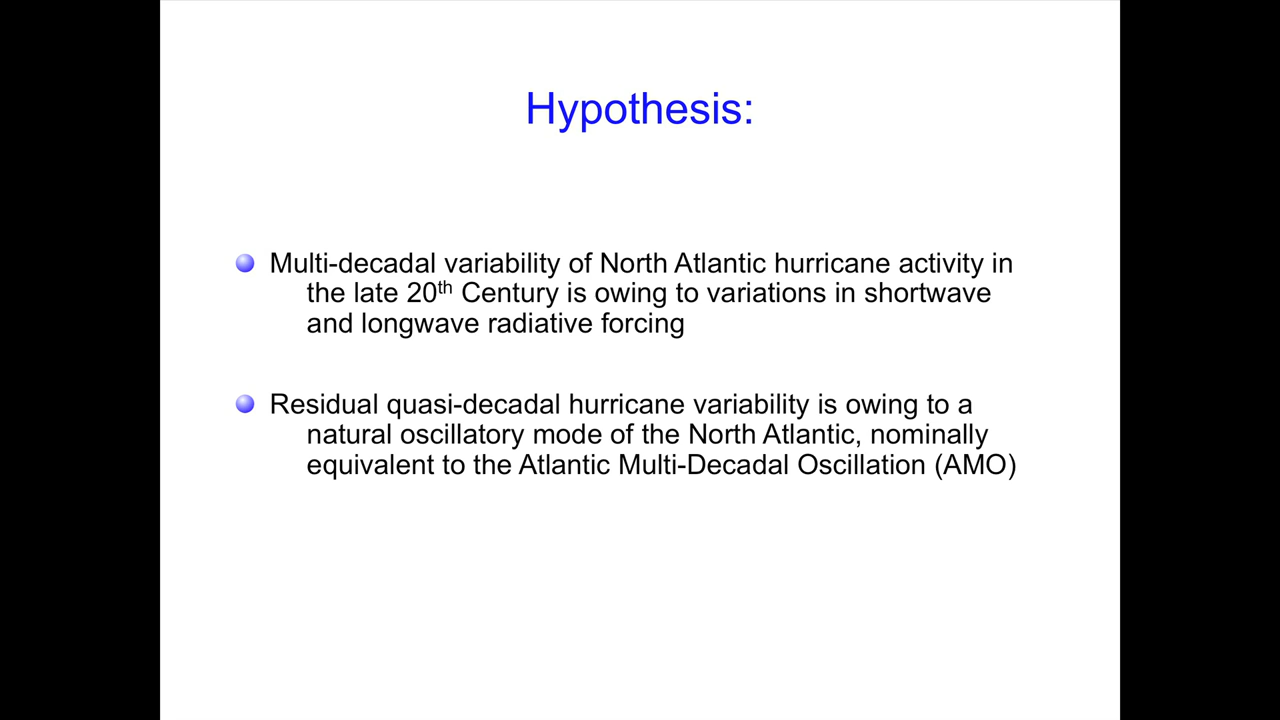 Hypothesis:
Multi-decadal variability of North Atlantic hurricane activity in
the late 20th Century is owing to variations in shortwave
and longwave radiative forcing
Residual quasi-decadal hurricane variability is owing to a
natural oscillatory mode of the North Atlantic, nominally
equivalent to the Atlantic Multi-Decadal Oscillation (AMO)